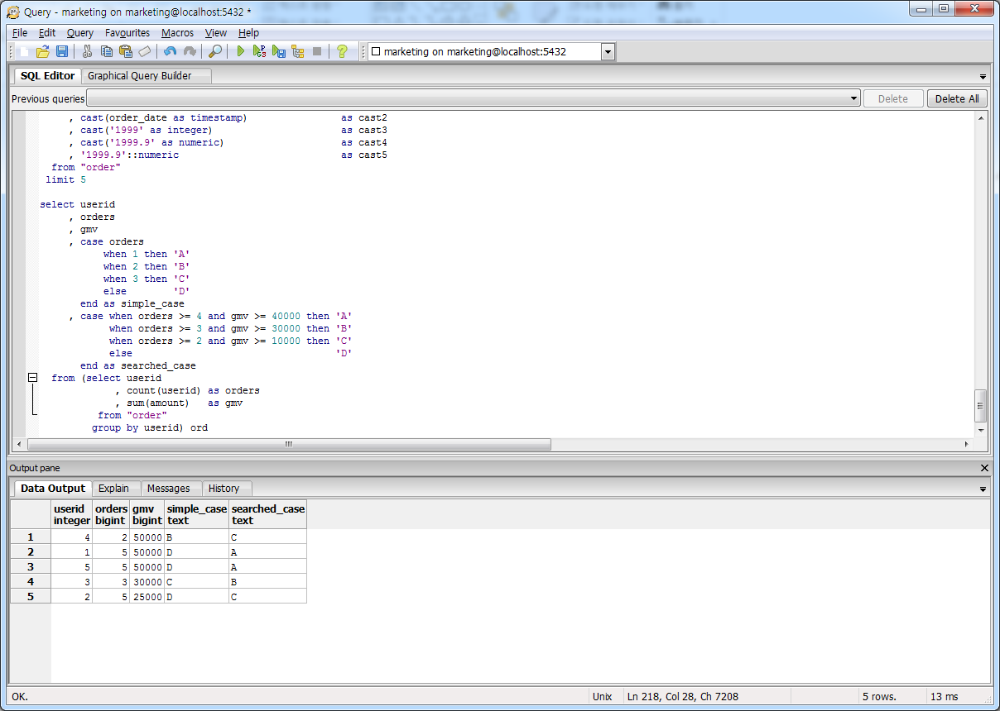 Query - marketing on marketing@localhost:5432 *
File Edit Query Favourites Macros View Help
marketing on marketing@localhost:5432
SQL Editor Graphical Query Builder
Previous queries Delete Delete All
, cast(order_date as timestamp) as cast2
, cast('1999' as integer) as cast3
, cast('1999.9' as numeric) as cast4
, '1999.9'::numeric as cast5
from "order"
limit 5
select userid
, orders
, gmv
, case orders
when 1 then 'A'
when 2 then 'B'
when 3 then 'C'
else 'D'
end as simple_case
, case when orders >= 4 and gmv >= 40000 then 'A'
when orders >= 3 and gmv >= 30000 then 'B'
when orders >= 2 and gmv >= 10000 then 'C'
else 'D'
end as searched_case
from (select userid
, count(userid) as orders
, sum(amount) as gmv
from "order"
group by userid) ord
Output pane
Data Output Explain Messages History
userid orders gmv simple_case searched_case
integer bigint bigint text text
1 4 2 50000 B C
2 1 5 50000 D A
3 5 5 50000 D A
4 3 3 30000 C B
5 2 5 25000 D C
OK. Unix Ln 218, Col 28, Ch 7208 5 rows. 13 ms